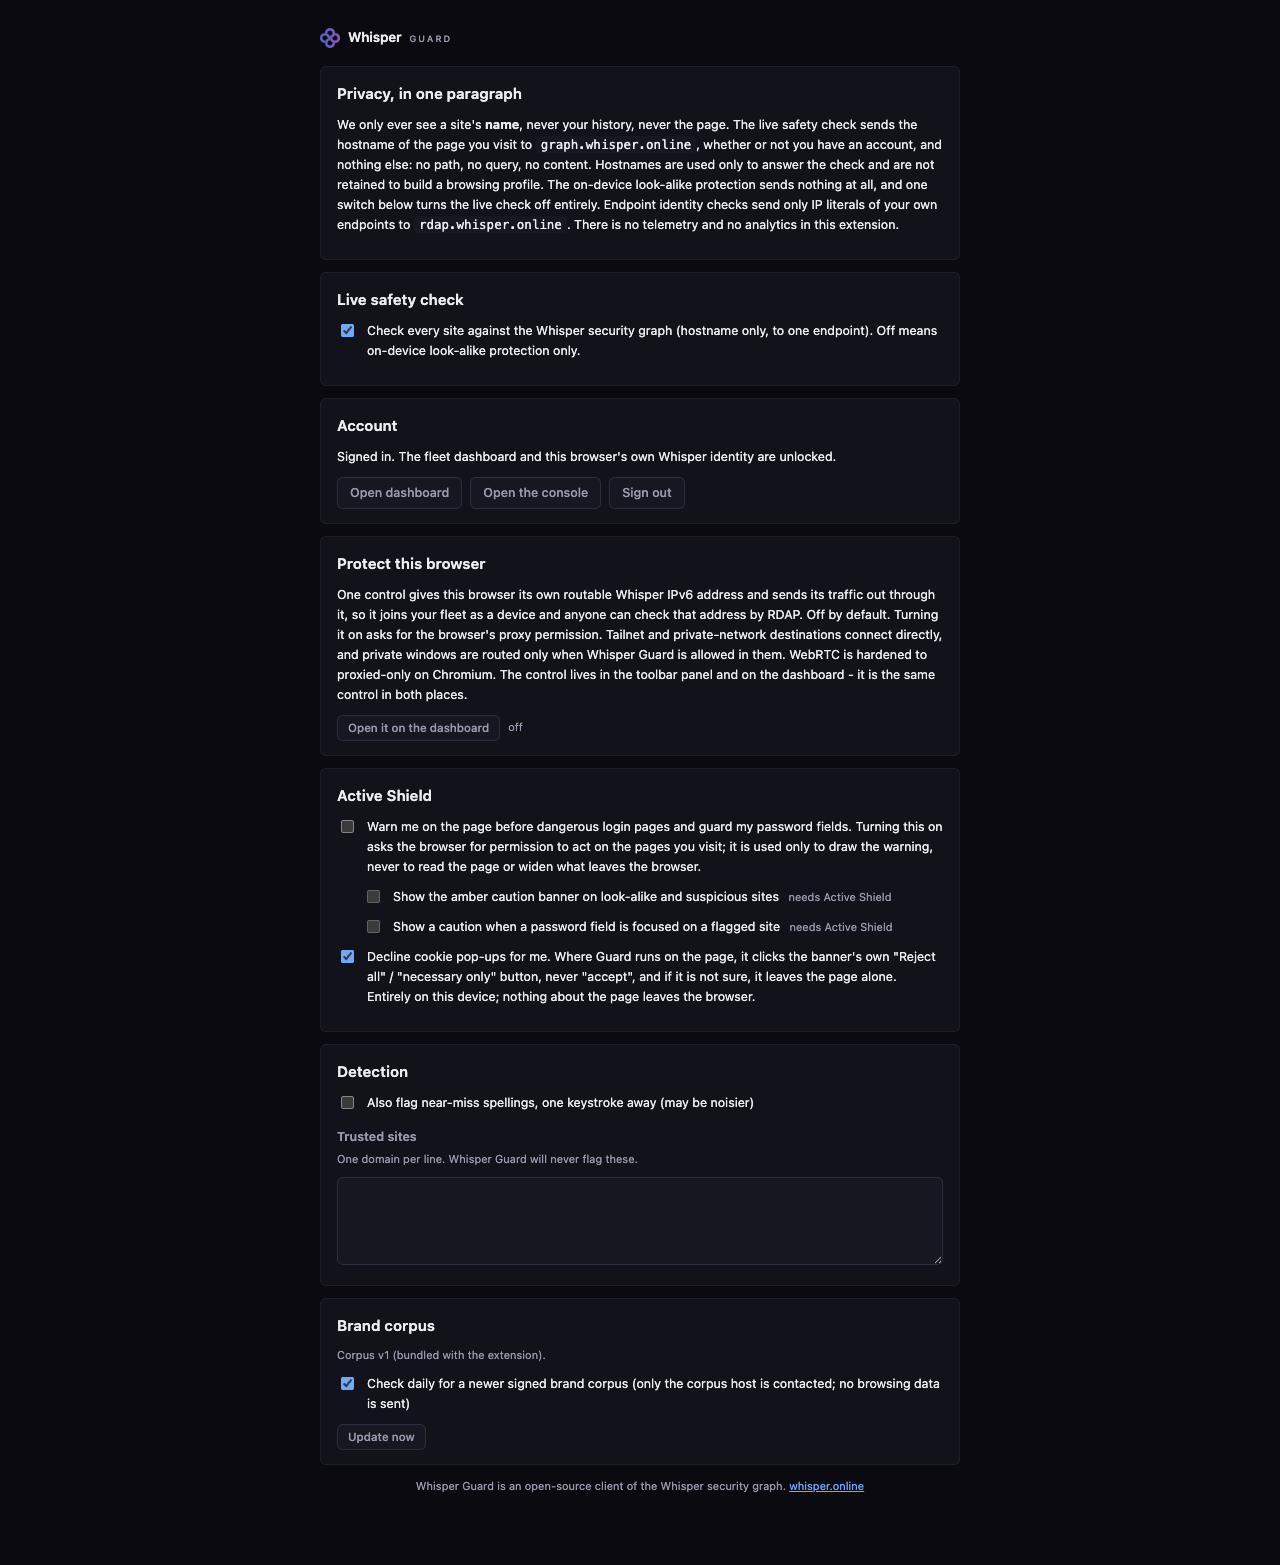 Whisper GUARD
Privacy, in one paragraph
We only ever see a site's name, never your history, never the page. The live safety check sends the
hostname of the page you visit to graph.whisper.online , whether or not you have an account, and
nothing else: no path, no query, no content. Hostnames are used only to answer the check and are not
retained to build a browsing profile. The on-device look-alike protection sends nothing at all, and one
switch below turns the live check off entirely. Endpoint identity checks send only IP literals of your own
endpoints to rdap.whisper.online . There is no telemetry and no analytics in this extension.
Live safety check
Check every site against the Whisper security graph (hostname only, to one endpoint). Off means
on-device look-alike protection only.
Account
Signed in. The fleet dashboard and this browser's own Whisper identity are unlocked.
Open dashboard Open the console Sign out
Protect this browser
One control gives this browser its own routable Whisper IPv6 address and sends its traffic out through
it, so it joins your fleet as a device and anyone can check that address by RDAP. Off by default. Turning
it on asks for the browser's proxy permission. Tailnet and private-network destinations connect directly,
and private windows are routed only when Whisper Guard is allowed in them. WebRTC is hardened to
proxied-only on Chromium. The control lives in the toolbar panel and on the dashboard - it is the same
control in both places.
Open it on the dashboard off
Active Shield
Warn me on the page before dangerous login pages and guard my password fields. Turning this on
asks the browser for permission to act on the pages you visit; it is used only to draw the warning,
never to read the page or widen what leaves the browser.
Show the amber caution banner on look-alike and suspicious sites needs Active Shield
Show a caution when a password field is focused on a flagged site needs Active Shield
Decline cookie pop-ups for me. Where Guard runs on the page, it clicks the banner's own "Reject
all" / "necessary only" button, never "accept", and if it is not sure, it leaves the page alone.
Entirely on this device; nothing about the page leaves the browser.
Detection
Also flag near-miss spellings, one keystroke away (may be noisier)
Trusted sites
One domain per line. Whisper Guard will never flag these.
Brand corpus
Corpus v1 (bundled with the extension).
Check daily for a newer signed brand corpus (only the corpus host is contacted; no browsing data
is sent)
Update now
Whisper Guard is an open-source client of the Whisper security graph. whisper.online